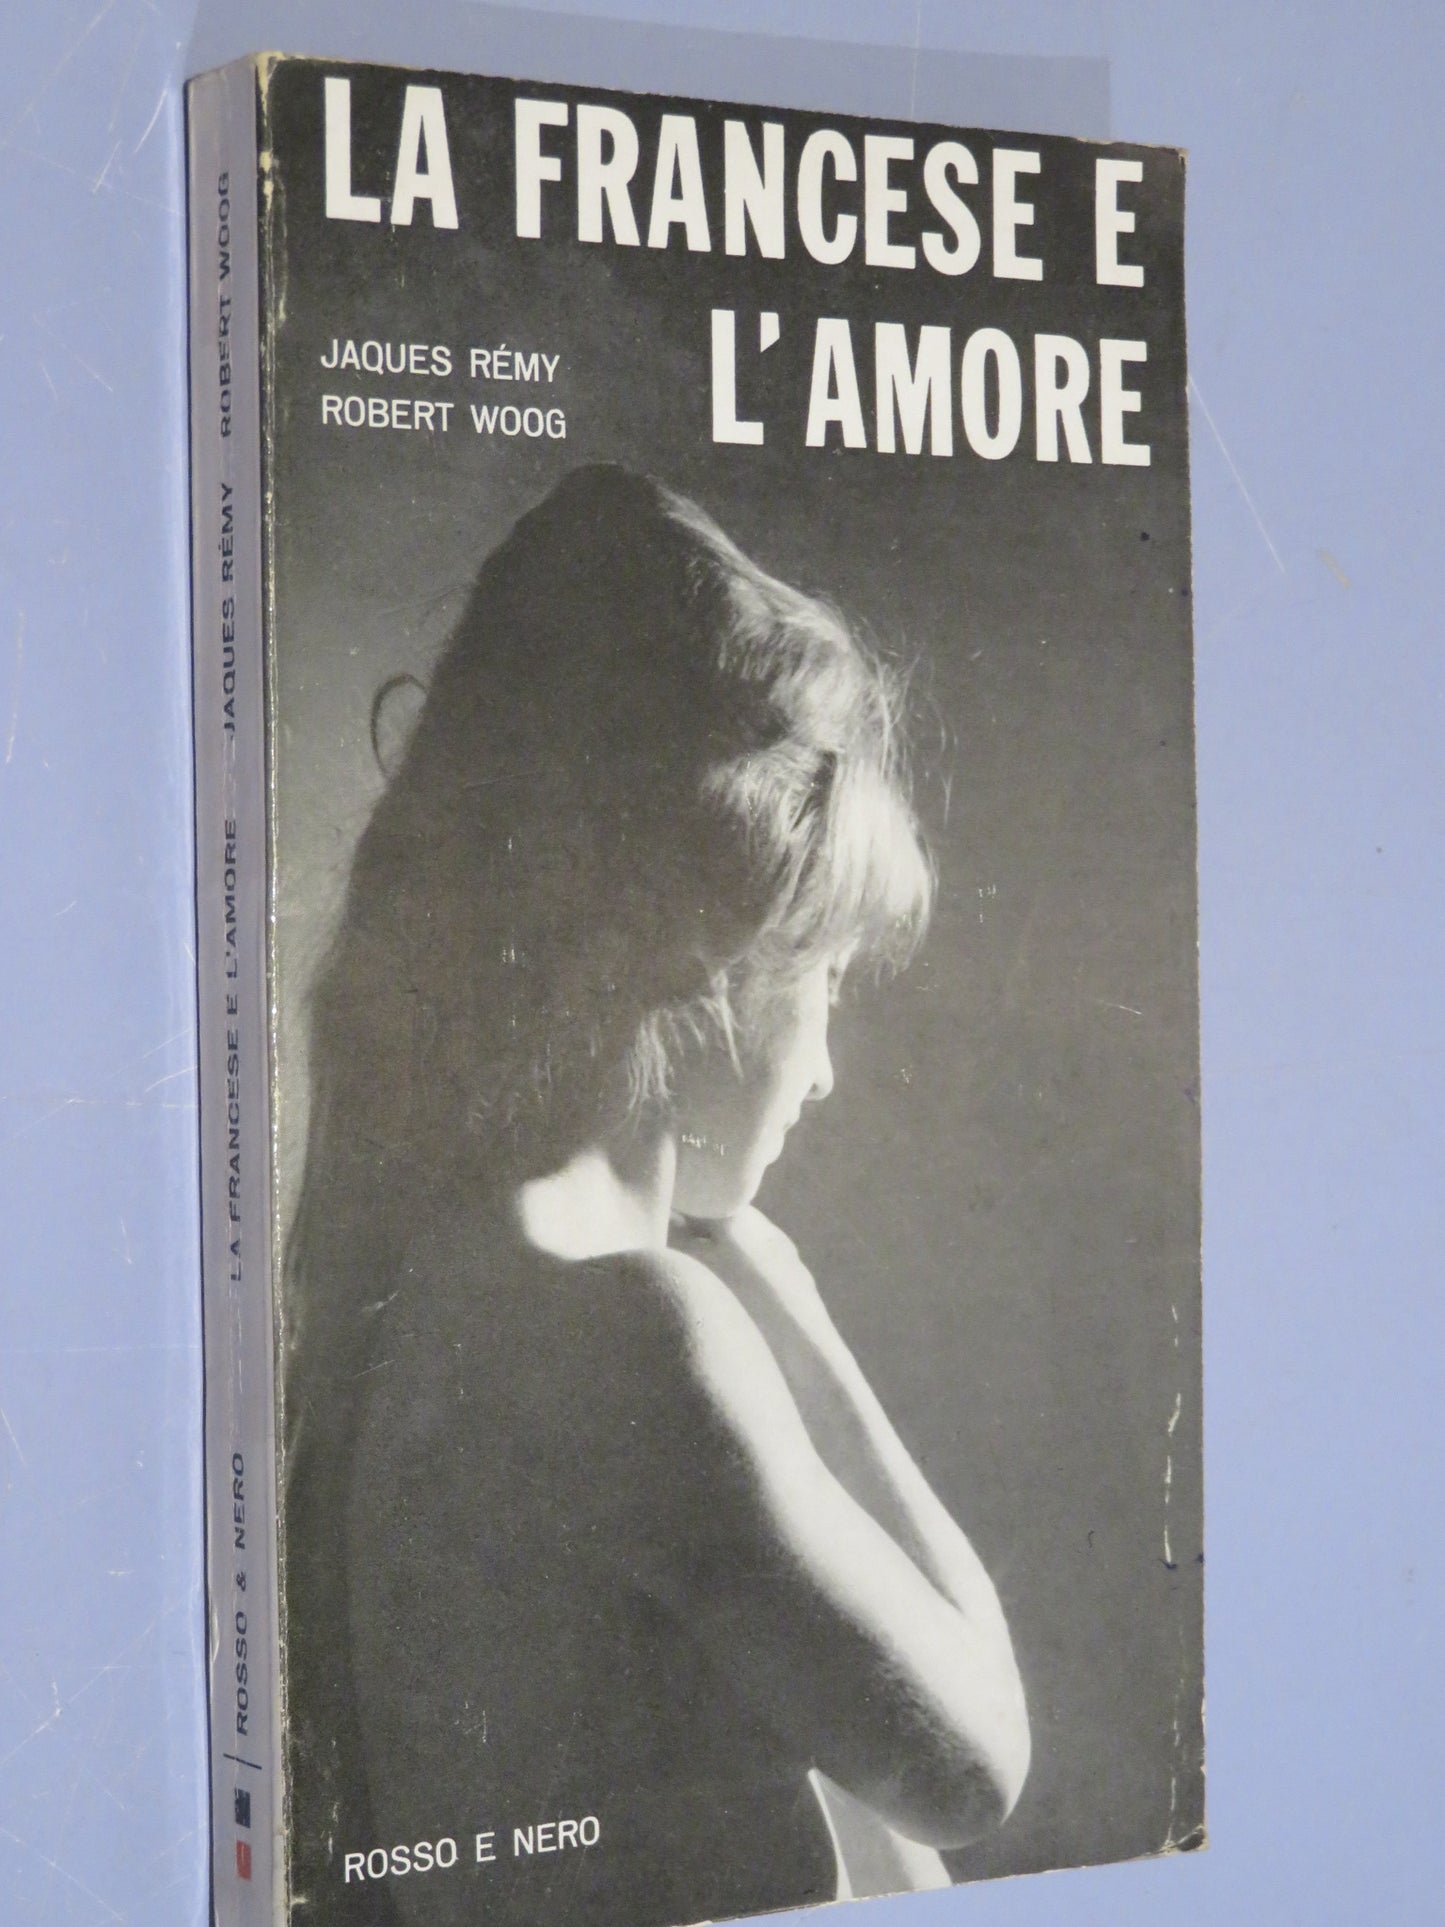 LA FRANCESE E
L'AMORE
JAQUES RÉMY
ROBERT WOOG
ROSSO E NERO
ROSSO & NERO LA FRANCESE E L'AMORE JAQUES RÉMY ROBERT WOOG